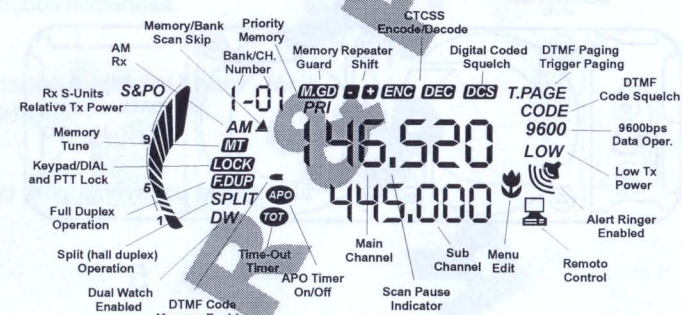 CTCSS
Encode/Decode
Memory/Bank
Scan Skip
Priority
Memory
AM
Rx
Bank/CH.
Number
Memory
Guard
Repeater
Shift
Digital Coded
Squelch
DTMF Paging
Trigger Paging
Rx S-Units
Relative Tx Power
S&PO
1-01
M.GD
- + ENC DEC DCS
T.PAGE
DTMF
Code Squelch
PRI
CODE
AM
146.520
9600
9600bps
Data Oper.
Memory
Tune
9
MT
LOW
Low Tx
Power
Keypad/DIAL
and PTT Lock
LOCK
5
F.DUP
Full Duplex
Operation
SPLIT
APO
445.000
Alert Ringer
Enabled
1
DW
TOT
Split (hall duplex)
Operation
Time-Out
Timer
APO Timer
On/Off
Main
Channel
Sub
Channel
Menu
Edit
Remoto
Control
Dual Watch
Enabled
DTMF Code
Scan Pause
Indicator